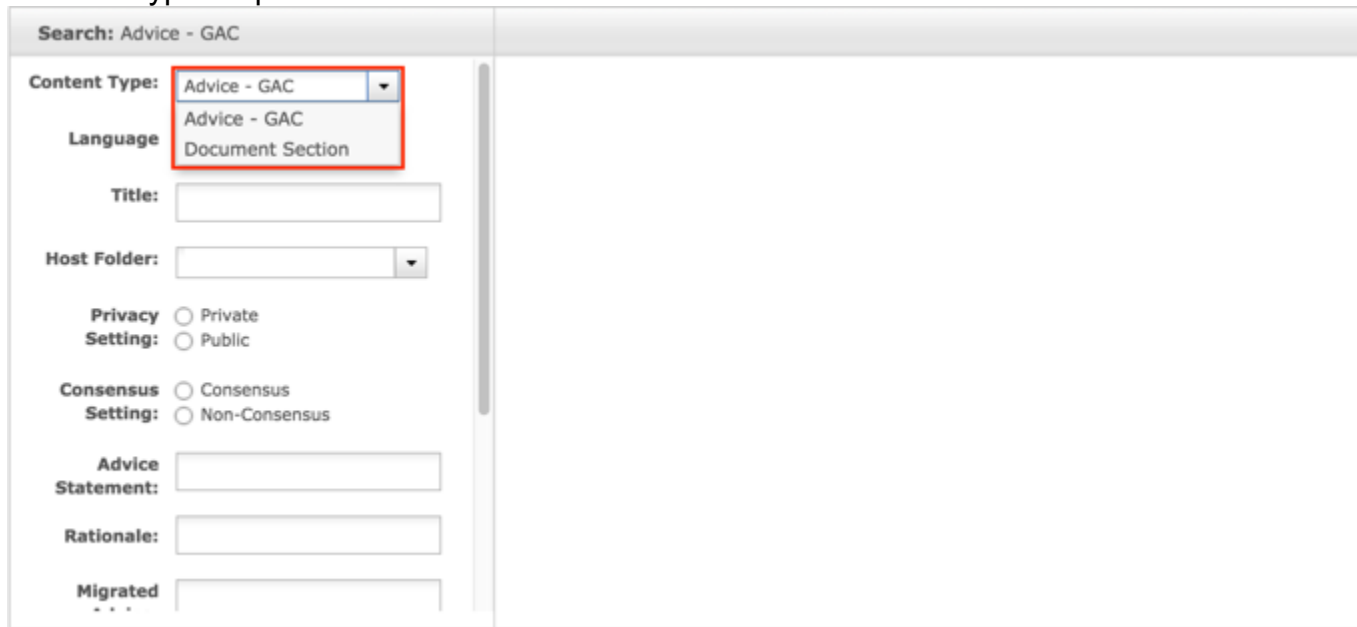 Search: Advice - GAC
Content Type: Advice - GAC
Advice - GAC
Language
Document Section
Title:
Host Folder:
Privacy Setting:
Private
Public
Consensus Setting:
Consensus
Non-Consensus
Advice Statement:
Rationale:
Migrated